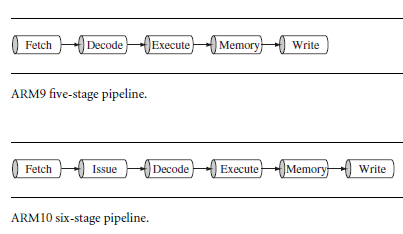 Fetch Decode Execute Memory Write
ARM9 five-stage pipeline.
Fetch Issue Decode Execute Memory Write
ARM10 six-stage pipeline.